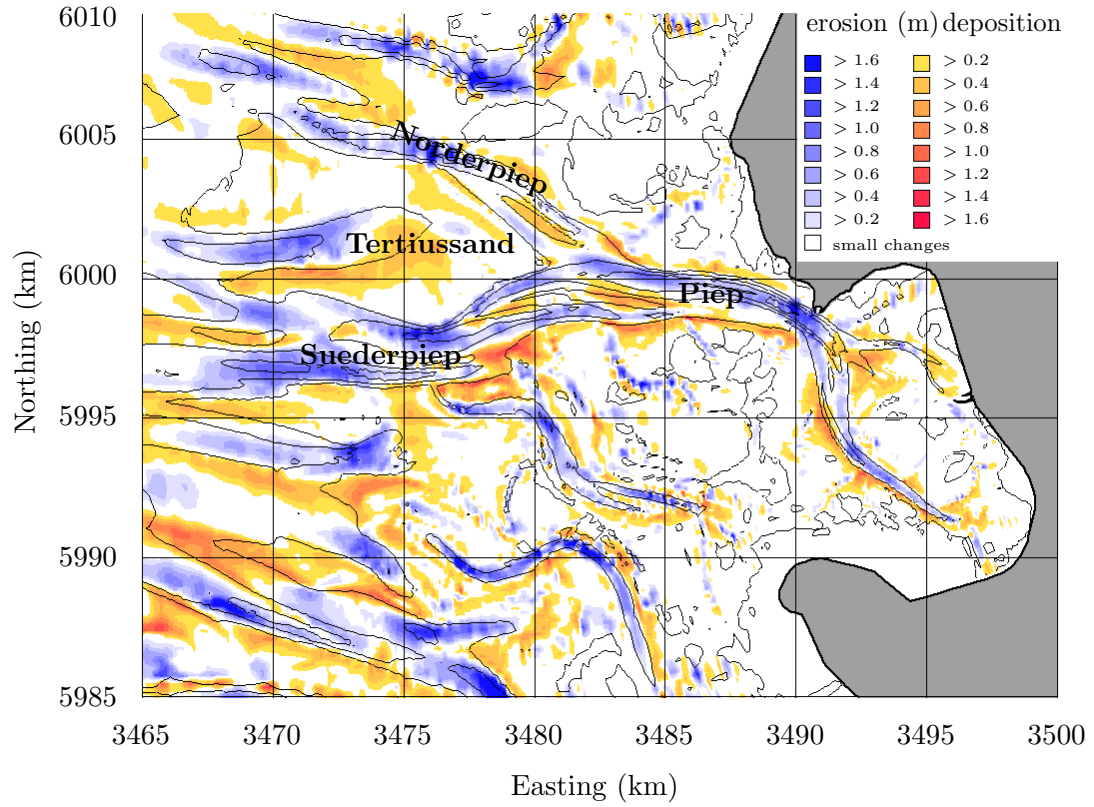 erosion (m) deposition
> 1.6 > 0.2
> 1.4 > 0.4
> 1.2 > 0.6
> 1.0 > 0.8
> 0.8 > 1.0
> 0.6 > 1.2
> 0.4 > 1.4
> 0.2 > 1.6
small changes
Norderpiep
Tertiussand
Piep
Suederpiep
Northing (km)
6010
6005
6000
5995
5990
5985
3465 3470 3475 3480 3485 3490 3495 3500
Easting (km)